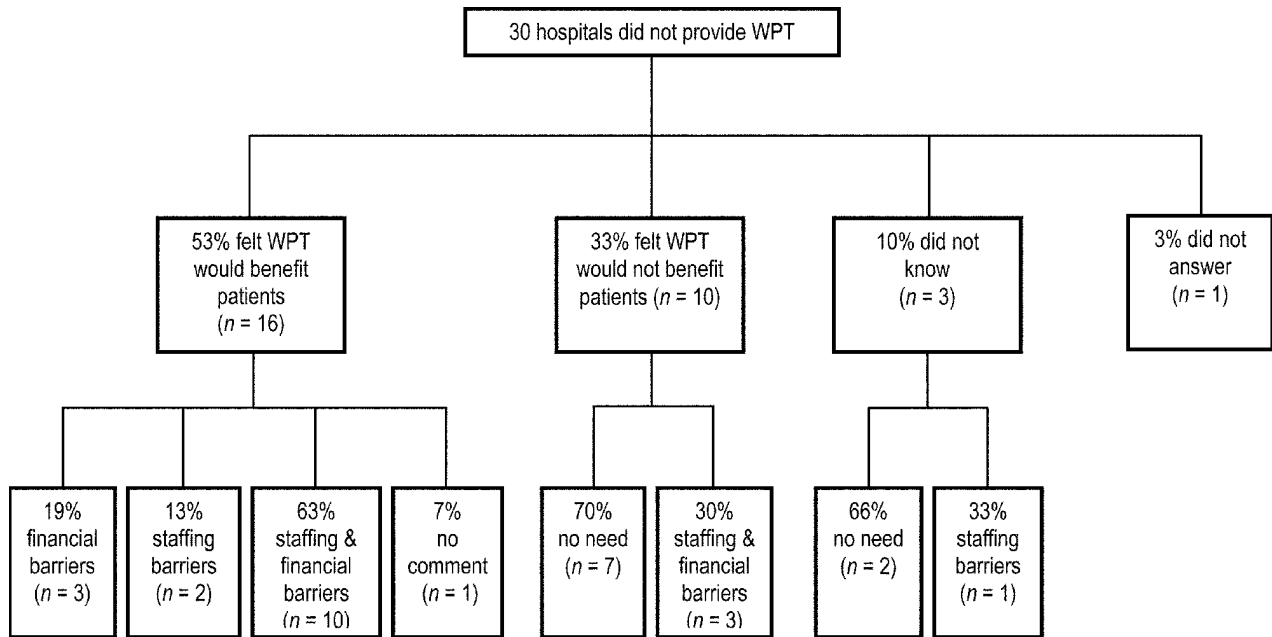 30 hospitals did not provide WPT
53% felt WPT
would benefit
patients
(n = 16)
33% felt WPT
would not benefit
patients (n = 10)
10% did not
know
(n = 3)
3% did not
answer
(n = 1)
19%
financial
barriers
(n = 3)
13%
staffing
barriers
(n = 2)
63%
staffing &
financial
barriers
(n = 10)
7%
no
comment
(n = 1)
70%
no need
(n = 7)
30%
staffing &
financial
barriers
(n = 3)
66%
no need
(n = 2)
33%
staffing
barriers
(n = 1)